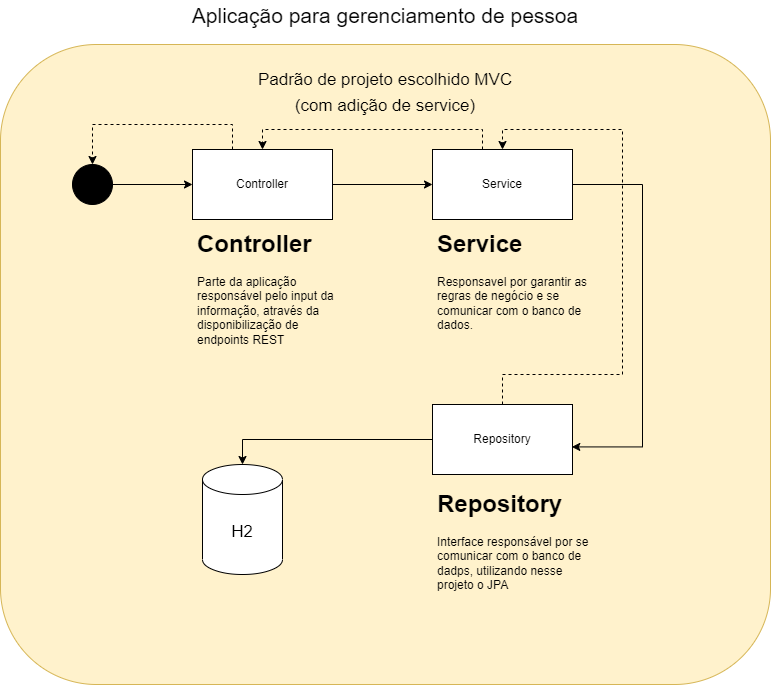 Aplicação para gerenciamento de pessoa
Padrão de projeto escolhido MVC
(com adição de service)
Controller
Service
Controller
Parte da aplicação
responsável pelo input da
informação, através da
disponibilização de
endpoints REST
Service
Responsavel por garantir as
regras de negócio e se
comunicar com o banco de
dados.
Repository
H2
Repository
Interface responsável por se
comunicar com o banco de
dadps, utilizando nesse
projeto o JPA